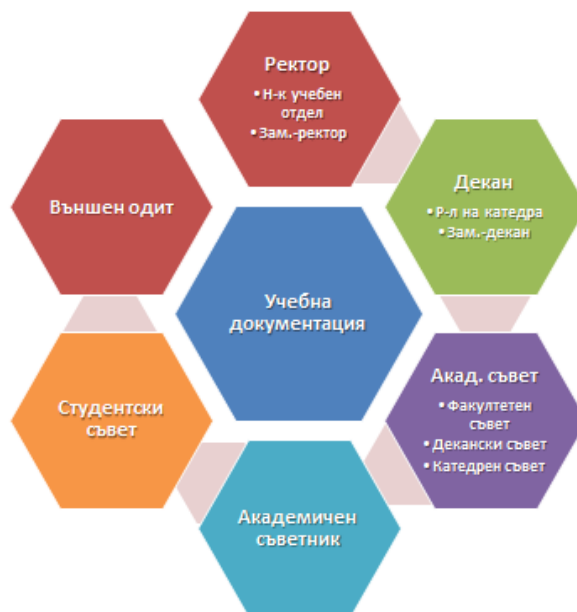 Ректор
• Н-к учебен
отдел
• Зам.-ректор
Декан
• Р-л на катедра
• Зам.-декан
Акад. съвет
• Факултетен
съвет
• Декански съвет
• Катедрен съвет
Академичен
съветник
Студентски
съвет
Външен одит
Учебна
документация